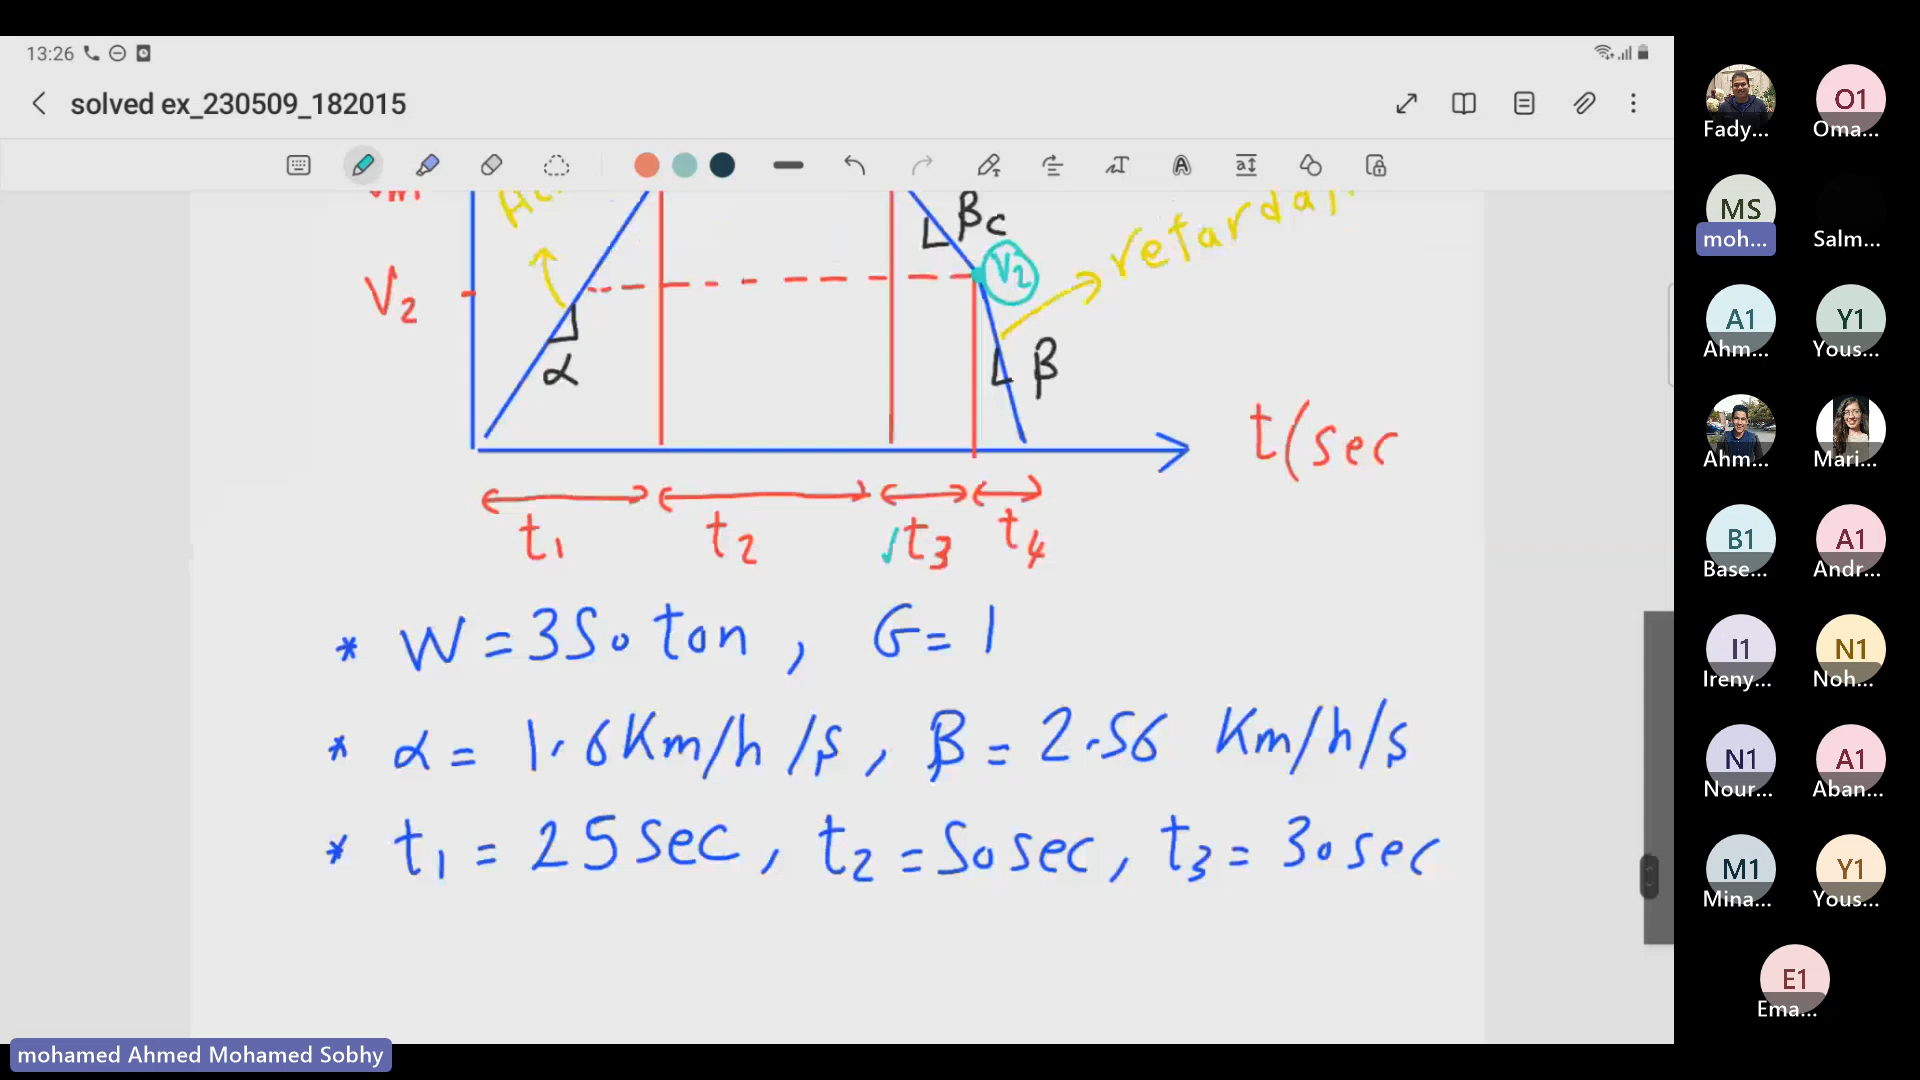 13:26
solved ex_230509_182015
Vm
βc
retarda
V2
V2
α
β
t(sec
t1 t2 √t3 t4
* W = 350 ton , G = 1
* α = 1.6 Km/h/s , β = 2.56 Km/h/s
* t1 = 25 sec , t2 = 50 sec , t3 = 30 sec
Fady...
O1
Oma...
MS
moh...
Salm...
A1
Ahm...
Y1
Yous...
Ahm...
Mari...
B1
Base...
A1
Andr...
I1
Ireny...
N1
Noh...
N1
Nour...
A1
Aban...
M1
Mina...
Y1
Yous...
E1
Ema...
mohamed Ahmed Mohamed Sobhy